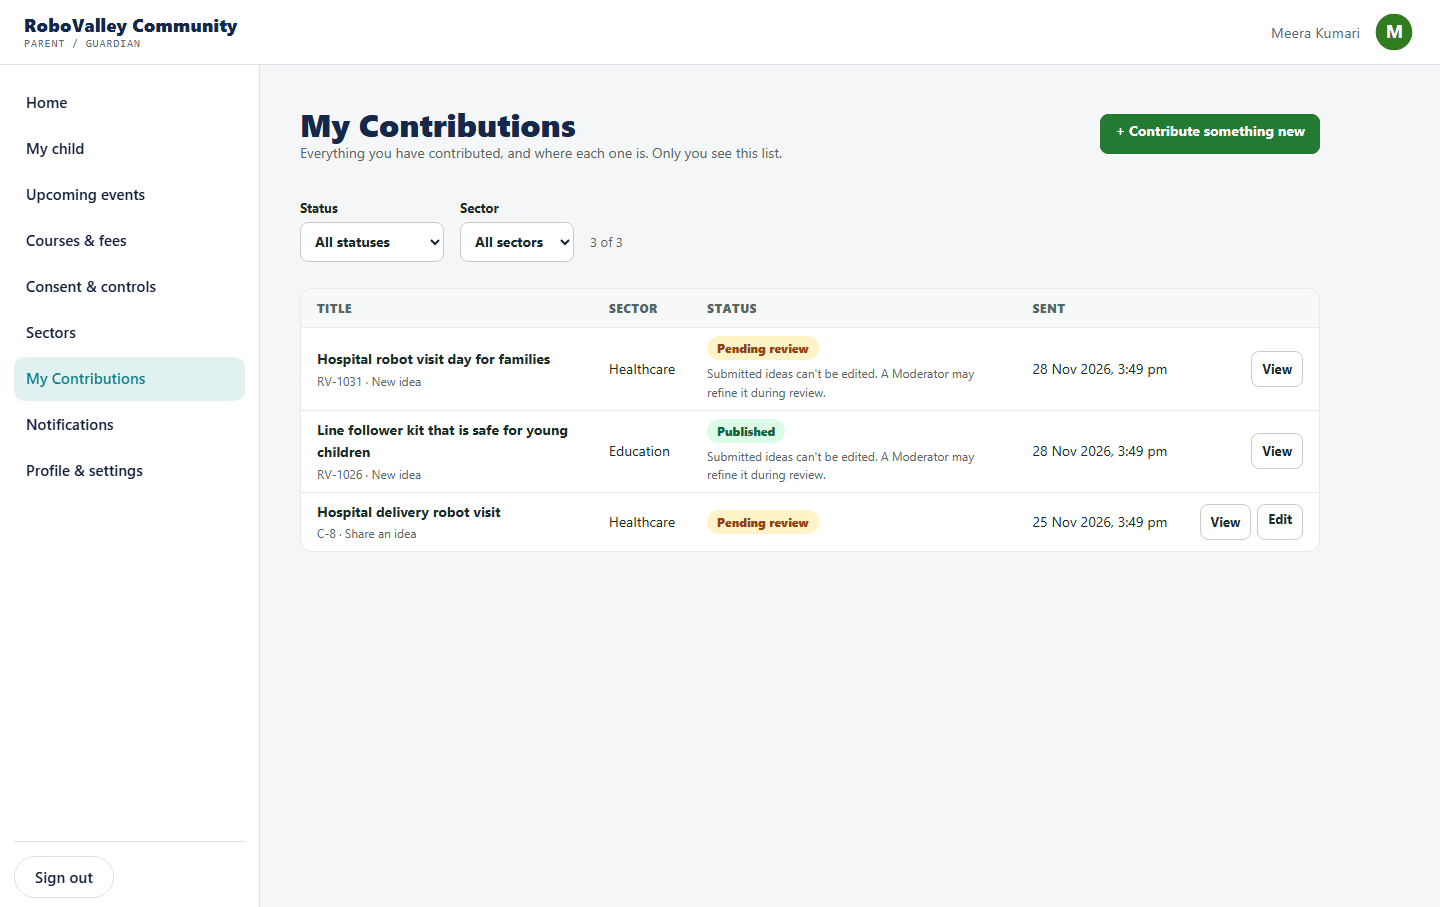 RoboValley Community
PARENT / GUARDIAN
Meera Kumari
M
Home
My child
Upcoming events
Courses & fees
Consent & controls
Sectors
My Contributions
Notifications
Profile & settings
Sign out
My Contributions
Everything you have contributed, and where each one is. Only you see this list.
+ Contribute something new
Status
Sector
All statuses
All sectors
3 of 3
TITLE SECTOR STATUS SENT
Hospital robot visit day for families
RV-1031 · New idea
Healthcare
Pending review
Submitted ideas can't be edited. A Moderator may
refine it during review.
28 Nov 2026, 3:49 pm
View
Line follower kit that is safe for young
children
RV-1026 · New idea
Education
Published
Submitted ideas can't be edited. A Moderator may
refine it during review.
28 Nov 2026, 3:49 pm
View
Hospital delivery robot visit
C-8 · Share an idea
Healthcare
Pending review
25 Nov 2026, 3:49 pm
View
Edit